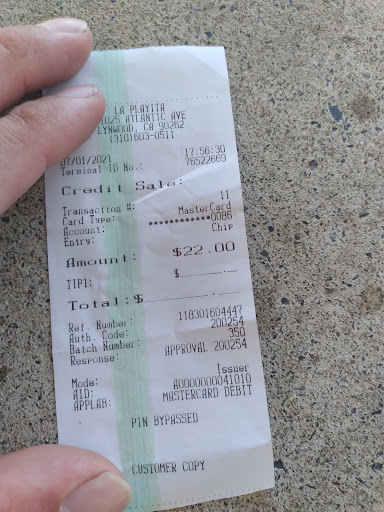 LA PLAYITA
025 ATLANTIC AVE
LYNWOOD, CA 90262
(310)603-0511
07/01/2021 17:56:30
Terminal ID No.: 76522669
Credit Sale:
Transaction #: 11
Card Type: MasterCard
Account: ************0086
Entry: Chip
Amount: $22.00
TIP1: $ . 
Total:$ . 
Ref. Number: 118301604447
Auth. Code: 200254
Batch Number: 350
Response: APPROVAL 200254
Mode: Issuer
AID: A0000000041010
APPLAB: MASTERCARD DEBIT
PIN BYPASSED
CUSTOMER COPY